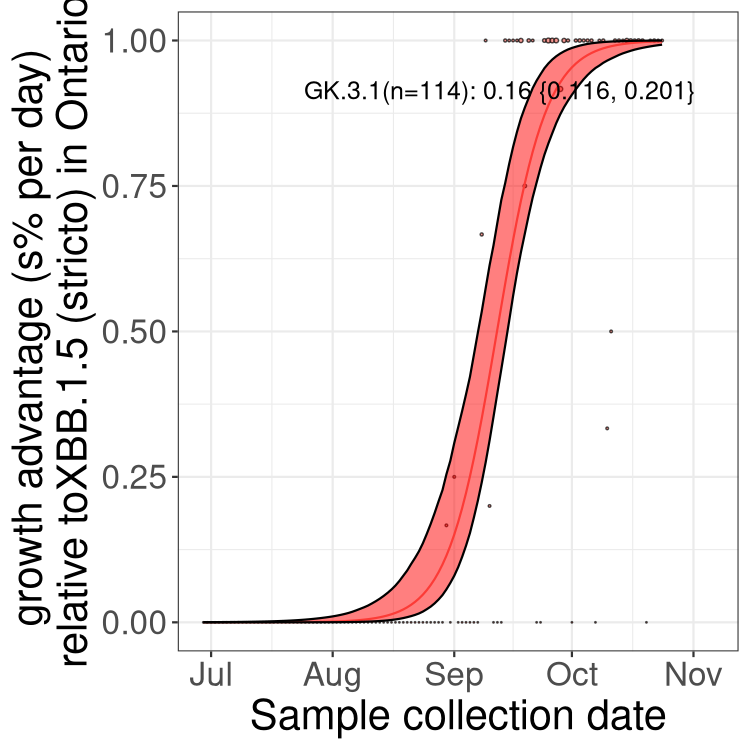 growth advantage (s% per day)
relative toXBB.1.5 (stricto) in Ontario
1.00
0.75
0.50
0.25
0.00
GK.3.1(n=114): 0.16 {0.116, 0.201}
Jul Aug Sep Oct Nov
Sample collection date